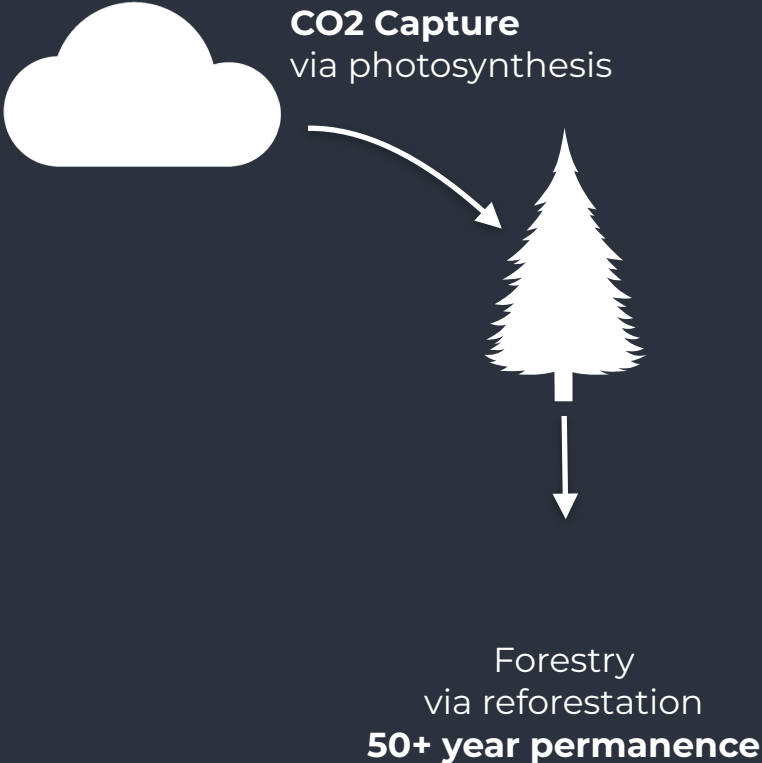 CO2 Capture
via photosynthesis
Forestry
via reforestation
50+ year permanence